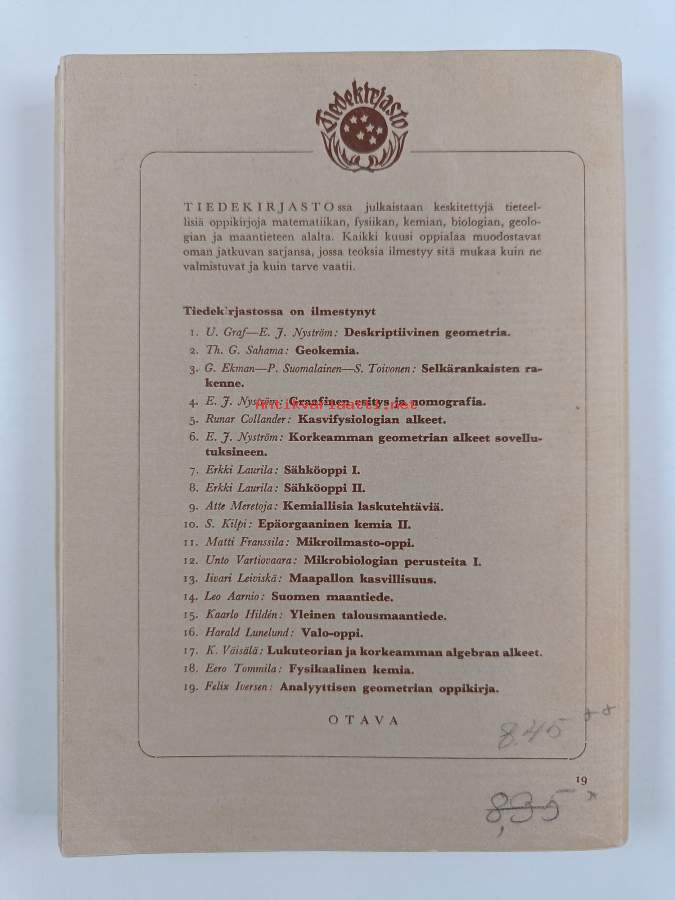 Tiedekirjasto
TIEDEKIRJASTOssa julkaistaan keskitettyjä tieteel-
lisiä oppikirjoja matematiikan, fysiikan, kemian, biologian, geolo-
gian ja maantieteen alalta. Kaikki kuusi oppialaa muodostavat
oman jatkuvan sarjansa, jossa teoksia ilmestyy sitä mukaa kuin ne
valmistuvat ja kuin tarve vaatii.
Tiedekirjastossa on ilmestynyt
1. U. Graf—E. J. Nyström: Deskriptiivinen geometria.
2. Th. G. Sahama: Geokemia.
3. G. Ekman—P. Suomalainen—S. Toivonen: Selkärankaisten ra-
kenne.
4. E. J. Nyström: Graafinen esitys ja nomografia.
Antikvariaatti.net
5. Runar Collander: Kasvifysiologian alkeet.
6. E. J. Nyström: Korkeamman geometrian alkeet sovellu-
tuksineen.
7. Erkki Laurila: Sähköoppi I.
8. Erkki Laurila: Sähköoppi II.
9. Atte Meretoja: Kemiallisia laskutehtäviä.
10. S. Kilpi: Epäorgaaninen kemia II.
11. Matti Franssila: Mikroilmasto-oppi.
12. Unto Vartiovaara: Mikrobiologian perusteita I.
13. Iivari Leiviskä: Maapallon kasvillisuus.
14. Leo Aarnio: Suomen maantiede.
15. Kaarlo Hildén: Yleinen talousmaantiede.
16. Harald Lunelund: Valo-oppi.
17. K. Väisälä: Lukuteorian ja korkeamman algebran alkeet.
18. Eero Tommila: Fysikaalinen kemia.
19. Felix Iversen: Analyyttisen geometrian oppikirja.
OTAVA
8.45
19
8,35